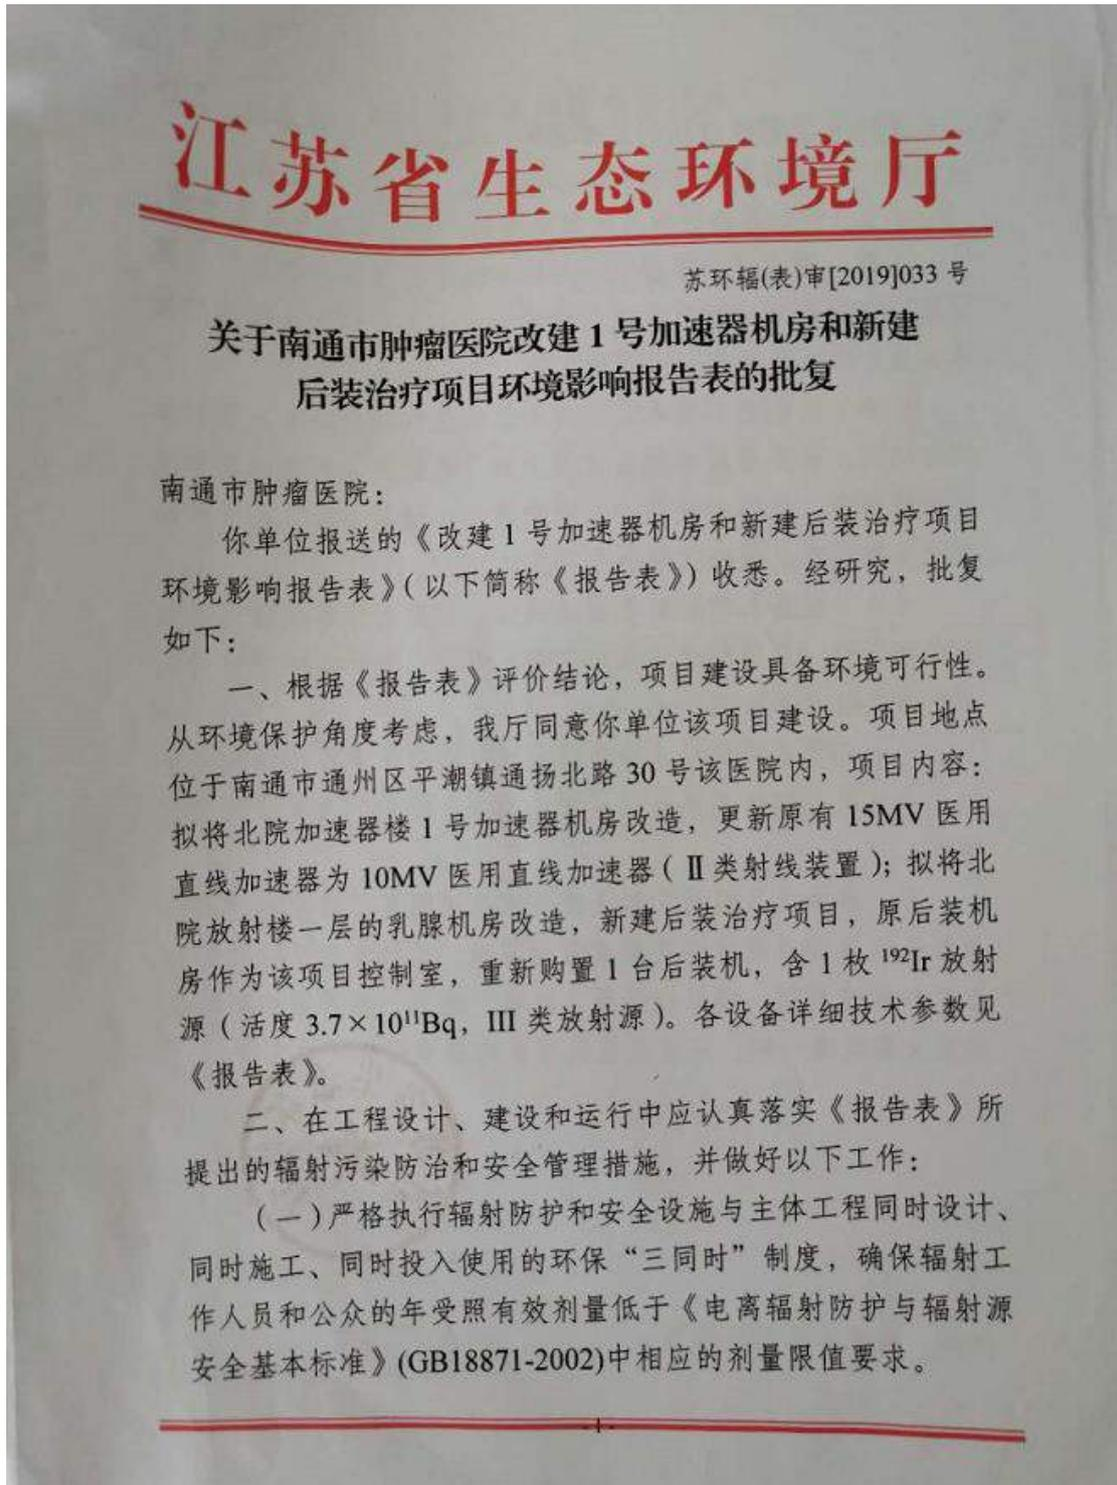 江苏省生态环境厅
苏环辐(表)审[2019]033 号
关于南通市肿瘤医院改建 1 号加速器机房和新建
后装治疗项目环境影响报告表的批复
南通市肿瘤医院：
你单位报送的《改建 1 号加速器机房和新建后装治疗项目
环境影响报告表》（以下简称《报告表》）收悉。经研究，批复
如下：
一、根据《报告表》评价结论，项目建设具备环境可行性。
从环境保护角度考虑，我厅同意你单位该项目建设。项目地点
位于南通市通州区平潮镇通扬北路 30 号该医院内，项目内容：
拟将北院加速器楼 1 号加速器机房改造，更新原有 15MV 医用
直线加速器为 10MV 医用直线加速器（Ⅱ类射线装置）；拟将北
院放射楼一层的乳腺机房改造，新建后装治疗项目，原后装机
房作为该项目控制室，重新购置 1 台后装机，含 1 枚 ¹⁹²Ir 放射
源（活度 3.7×10¹¹Bq，III 类放射源）。各设备详细技术参数见
《报告表》。
二、在工程设计、建设和运行中应认真落实《报告表》所
提出的辐射污染防治和安全管理措施，并做好以下工作：
（一）严格执行辐射防护和安全设施与主体工程同时设计、
同时施工、同时投入使用的环保“三同时”制度，确保辐射工
作人员和公众的年受照有效剂量低于《电离辐射防护与辐射源
安全基本标准》(GB18871-2002)中相应的剂量限值要求。
- 1 -